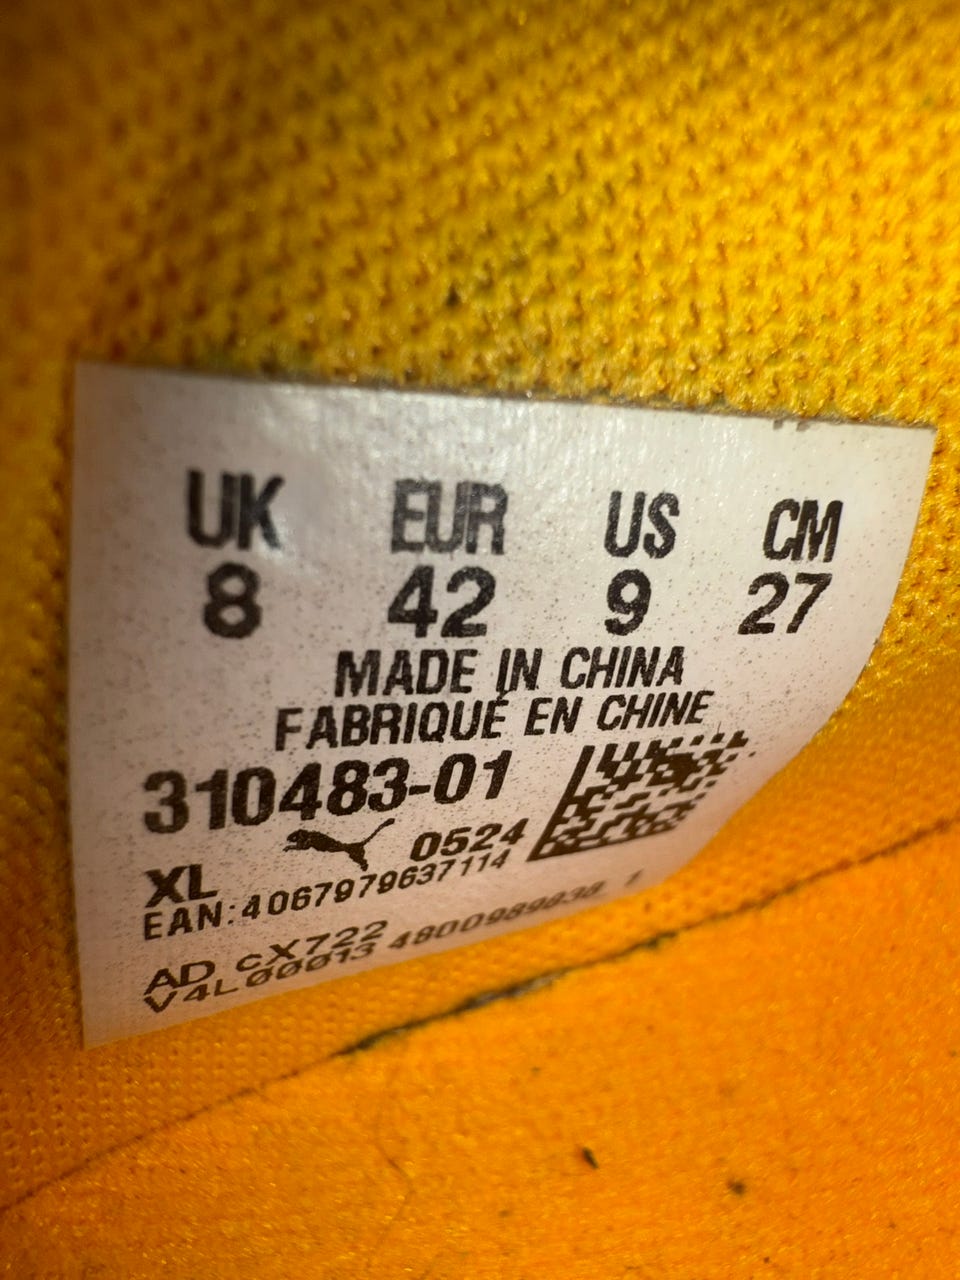 UK EUR US CM
8 42 9 27
MADE IN CHINA
FABRIQUÉ EN CHINE
310483-01
XL 0524
EAN:4067979637114
AD cX722
V4L00013 4800989838 1